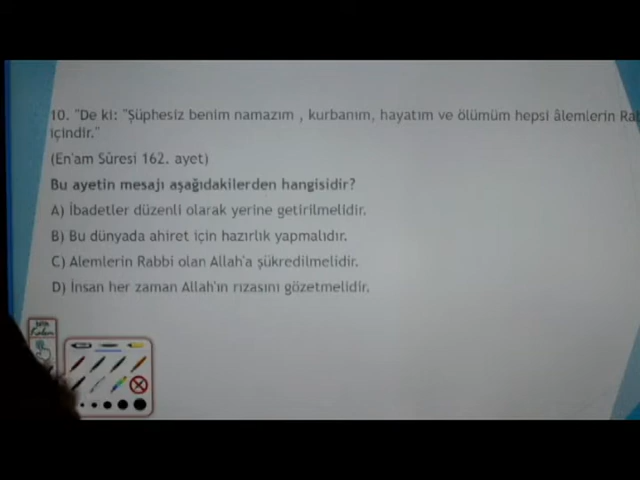 10. "De ki: "Şüphesiz benim namazım , kurbanım, hayatım ve ölümüm hepsi âlemlerin
içindir."
(En'am Sûresi 162. ayet)
Bu ayetin mesajı aşağıdakilerden hangisidir?
A) İbadetler düzenli olarak yerine getirilmelidir.
B) Bu dünyada ahiret için hazırlık yapmalıdır.
C) Alemlerin Rabbi olan Allah'a şükredilmelidir.
D) İnsan her zaman Allah'ın rızasını gözetmelidir.